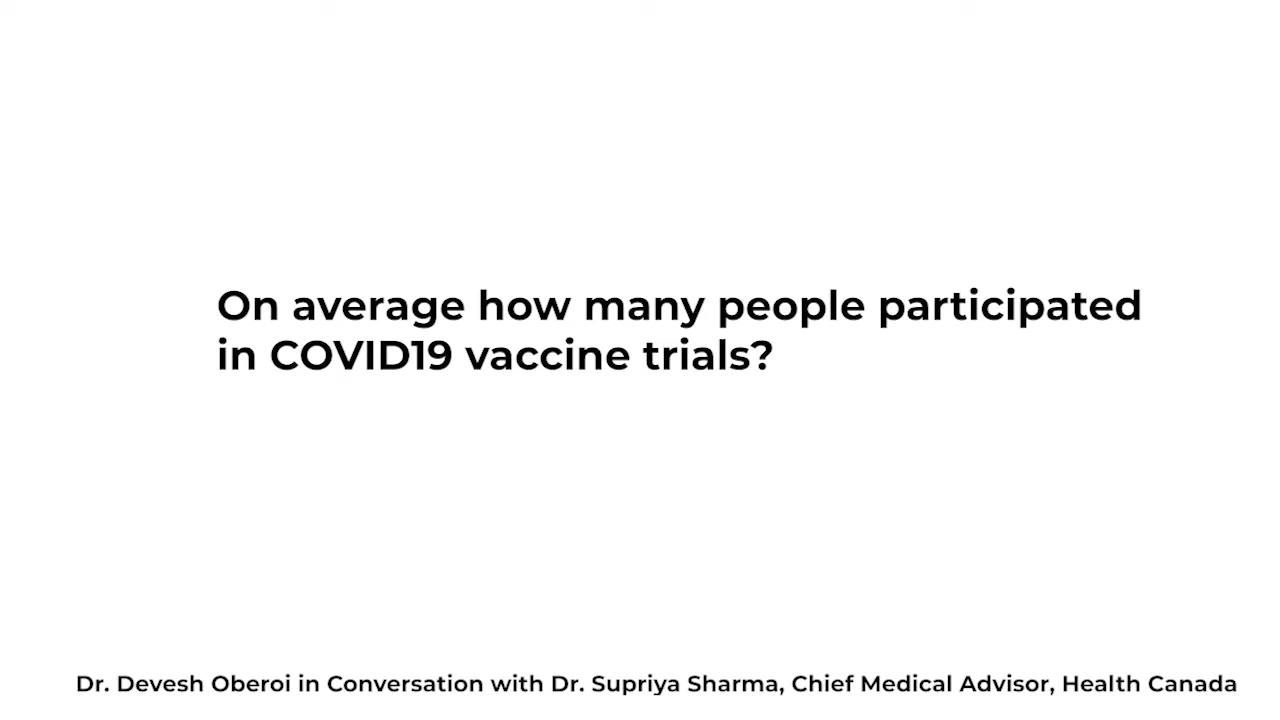 On average how many people participated
in COVID19 vaccine trials?
Dr. Devesh Oberoi in Conversation with Dr. Supriya Sharma, Chief Medical Advisor, Health Canada